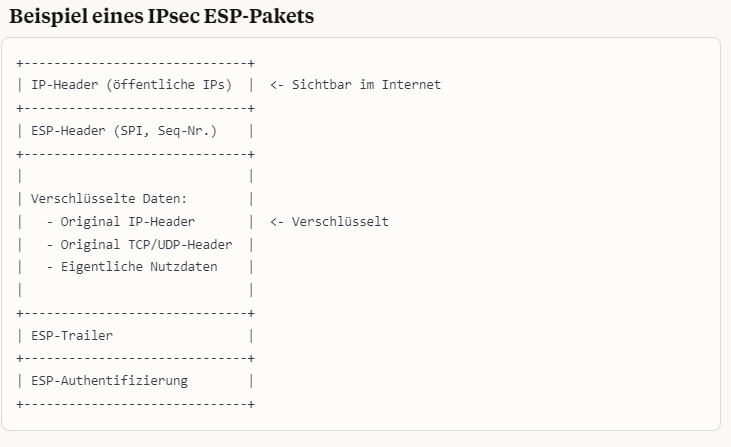 Beispiel eines IPsec ESP-Pakets
+------------------------------+
| IP-Header (öffentliche IPs)  |  <- Sichtbar im Internet
+------------------------------+
| ESP-Header (SPI, Seq-Nr.)    |
+------------------------------+
|                              |
| Verschlüsselte Daten:        |
|   - Original IP-Header       |  <- Verschlüsselt
|   - Original TCP/UDP-Header  |
|   - Eigentliche Nutzdaten    |
|                              |
+------------------------------+
| ESP-Trailer                  |
+------------------------------+
| ESP-Authentifizierung        |
+------------------------------+